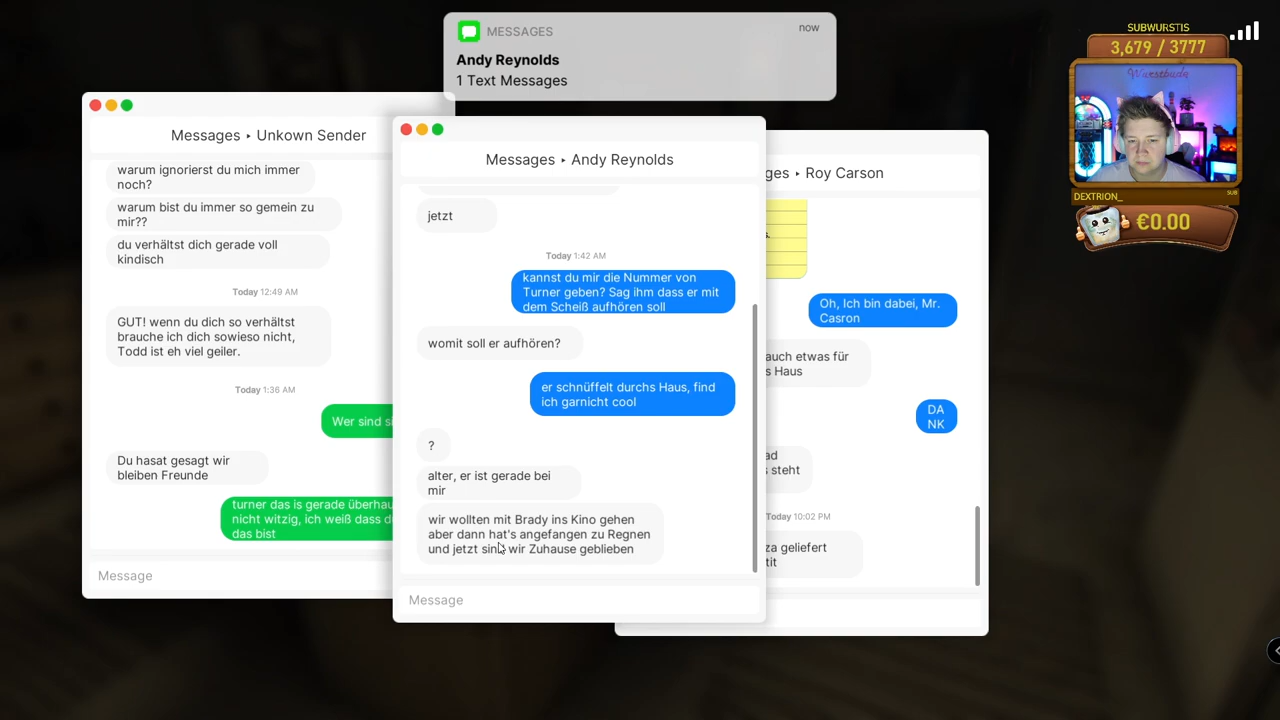 MESSAGES
now
Andy Reynolds
1 Text Messages
SUBWURSTIS
3,679 / 3777
Wurstbude
DEXTRION_
SUB
€0.00
Messages ▸ Unkown Sender
warum ignorierst du mich immer
noch?
warum bist du immer so gemein zu
mir??
du verhältst dich gerade voll
kindisch
Today 12:49 AM
GUT! wenn du dich so verhältst
brauche ich dich sowieso nicht,
Todd ist eh viel geiler.
Today 1:36 AM
Wer sind
Du hasat gesagt wir
bleiben Freunde
turner das is gerade
nicht witzig, ich weiß dass
das bist
Message
Messages ▸ Andy Reynolds
jetzt
Today 1:42 AM
kannst du mir die Nummer von
Turner geben? Sag ihm dass er mit
dem Scheiß aufhören soll
womit soll er aufhören?
er schnüffelt durchs Haus, find
ich garnicht cool
?
alter, er ist gerade bei
mir
wir wollten mit Brady ins Kino gehen
aber dann hat's angefangen zu Regnen
und jetzt sind wir Zuhause geblieben
Message
▸ Roy Carson
Oh, Ich bin dabei, Mr.
Casron
auch etwas für
Haus
DA
NK
steht
Today 10:02 PM
geliefert